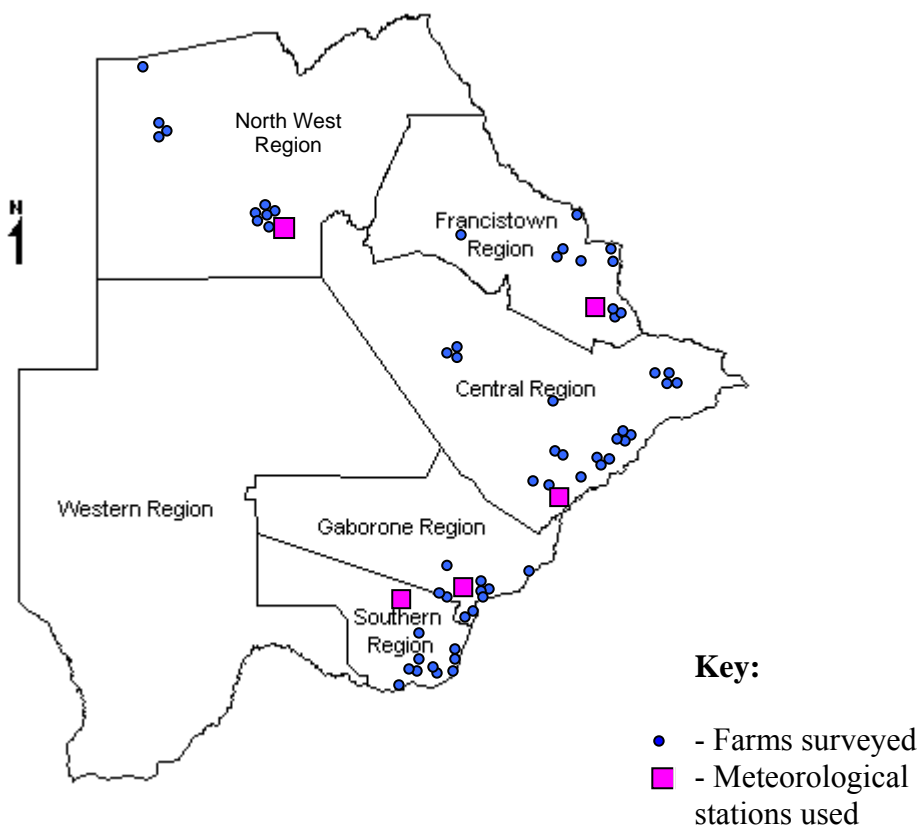 North West
Region
N
Francistown
Region
Central Region
Western Region
Gaborone Region
Southern
Region
Key:
- Farms surveyed
- Meteorological
stations used